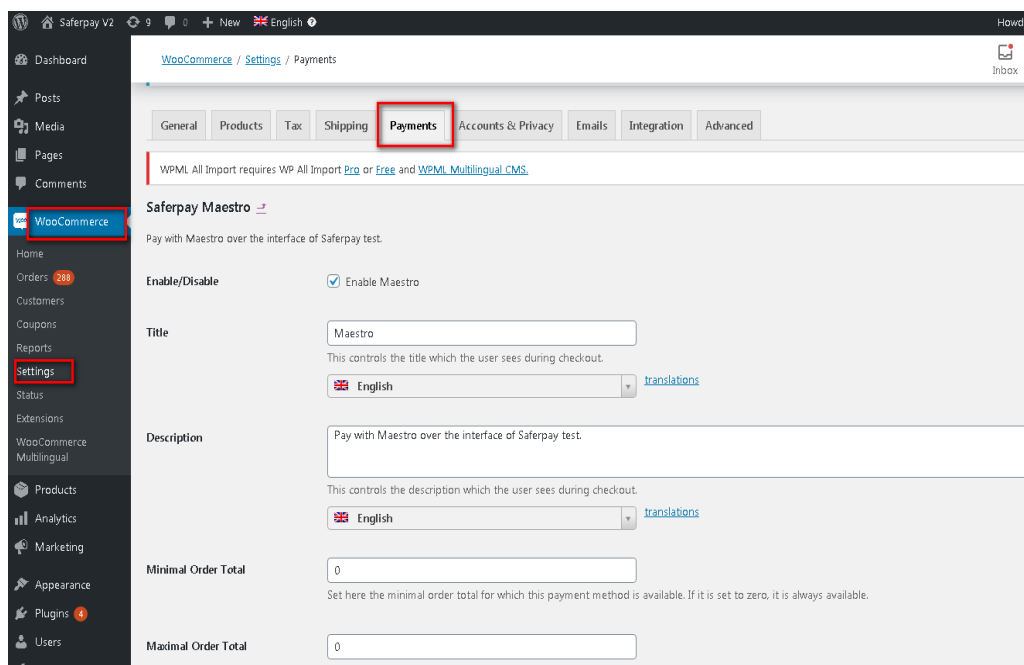 Saferpay V2 9 0 + New English Howd
Dashboard
Posts
Media
Pages
Comments
WooCommerce
Home
Orders 288
Customers
Coupons
Reports
Settings
Status
Extensions
WooCommerce
Multilingual
Products
Analytics
Marketing
Appearance
Plugins 4
Users
WooCommerce / Settings / Payments
Inbox
General Products Tax Shipping Payments Accounts & Privacy Emails Integration Advanced
WPML All Import requires WP All Import Pro or Free and WPML Multilingual CMS.
Saferpay Maestro
Pay with Maestro over the interface of Saferpay test.
Enable/Disable Enable Maestro
Title Maestro
This controls the title which the user sees during checkout.
English translations
Description Pay with Maestro over the interface of Saferpay test.
This controls the description which the user sees during checkout.
English translations
Minimal Order Total 0
Set here the minimal order total for which this payment method is available. If it is set to zero, it is always available.
Maximal Order Total 0